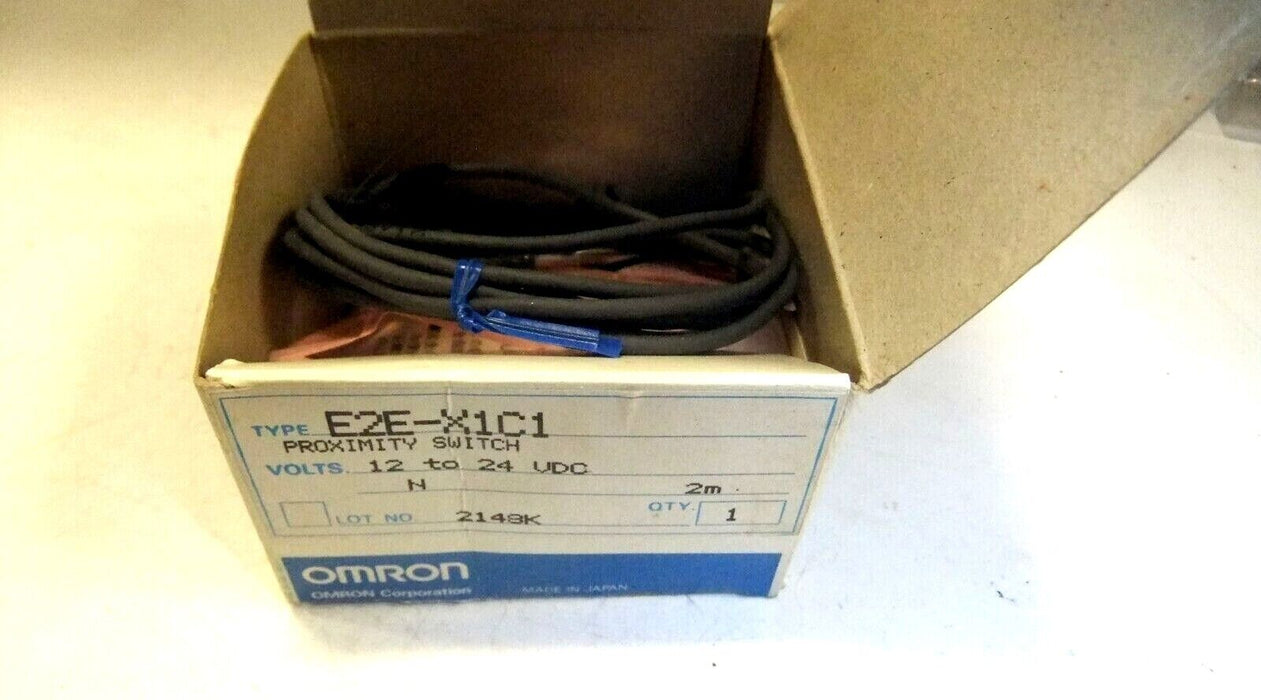 TYPE E2E-X1C1
PROXIMITY SWITCH
VOLTS. 12 to 24 VDC
N 2m
LOT NO 2149K QTY. 1
OMRON
OMRON Corporation MADE IN JAPAN